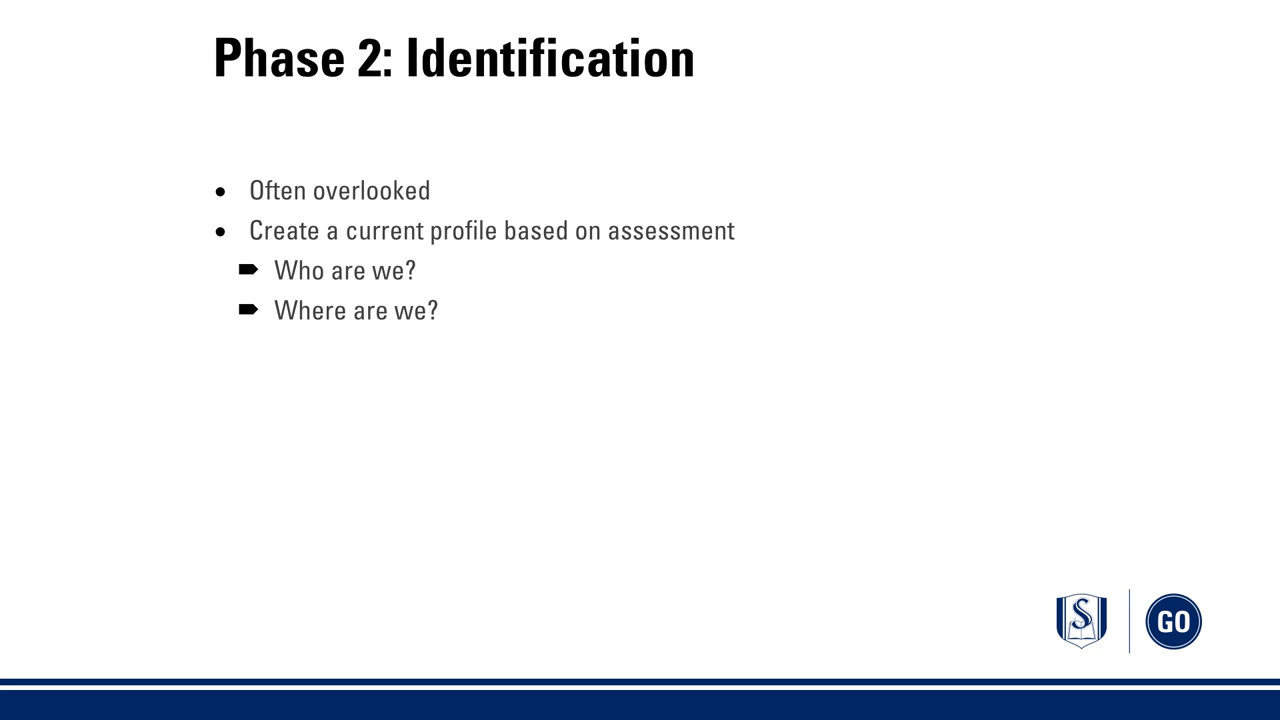 Phase 2: Identification
• Often overlooked
• Create a current profile based on assessment
Who are we?
Where are we?
S
GO